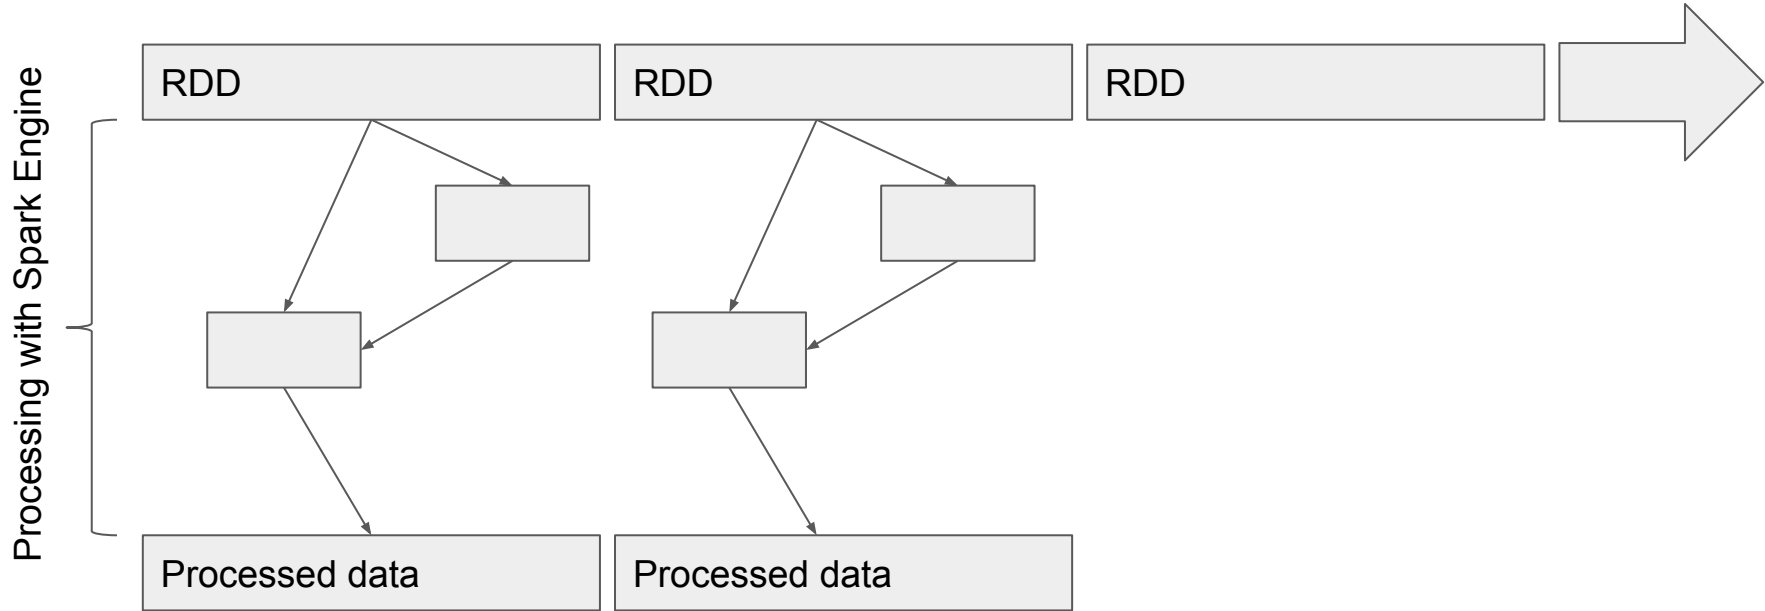 RDD
RDD
RDD
Processing with Spark Engine
Processed data
Processed data